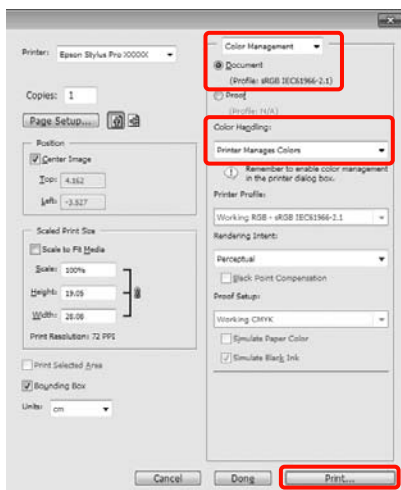 Printer: Epson Stylus Pro XXXXX
Copies: 1
Page Setup...
Position
Center Image
Top: 4.162
Left: -3.527
Scaled Print Size
Scale to Fit Media
Scale: 100%
Height: 19.05
Width: 28.08
Print Resolution: 72 PPI
Print Selected Area
Bounding Box
Units: cm
Color Management
Document
(Profile: sRGB IEC61966-2.1)
Proof
(Profile: N/A)
Color Handling:
Printer Manages Colors
Remember to enable color management
in the printer dialog box.
Printer Profile:
Working RGB - sRGB IEC61966-2.1
Rendering Intent:
Perceptual
Black Point Compensation
Proof Setup:
Working CMYK
Simulate Paper Color
Simulate Black Ink
Cancel
Done
Print...